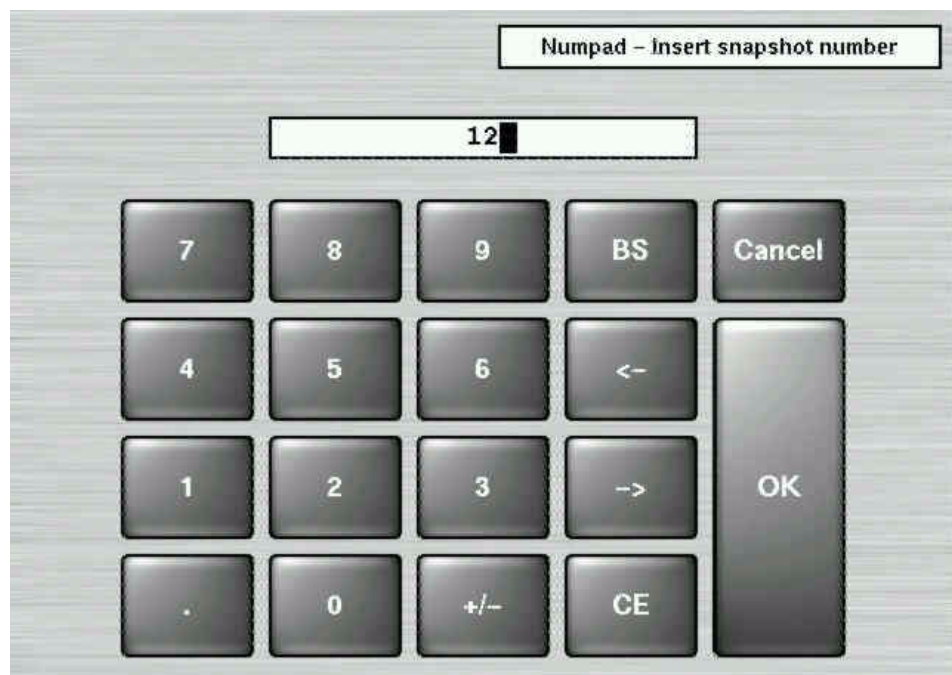 Numpad – Insert snapshot number
12
7 8 9 BS Cancel
4 5 6 <–
1 2 3 –> OK
. 0 +/– CE